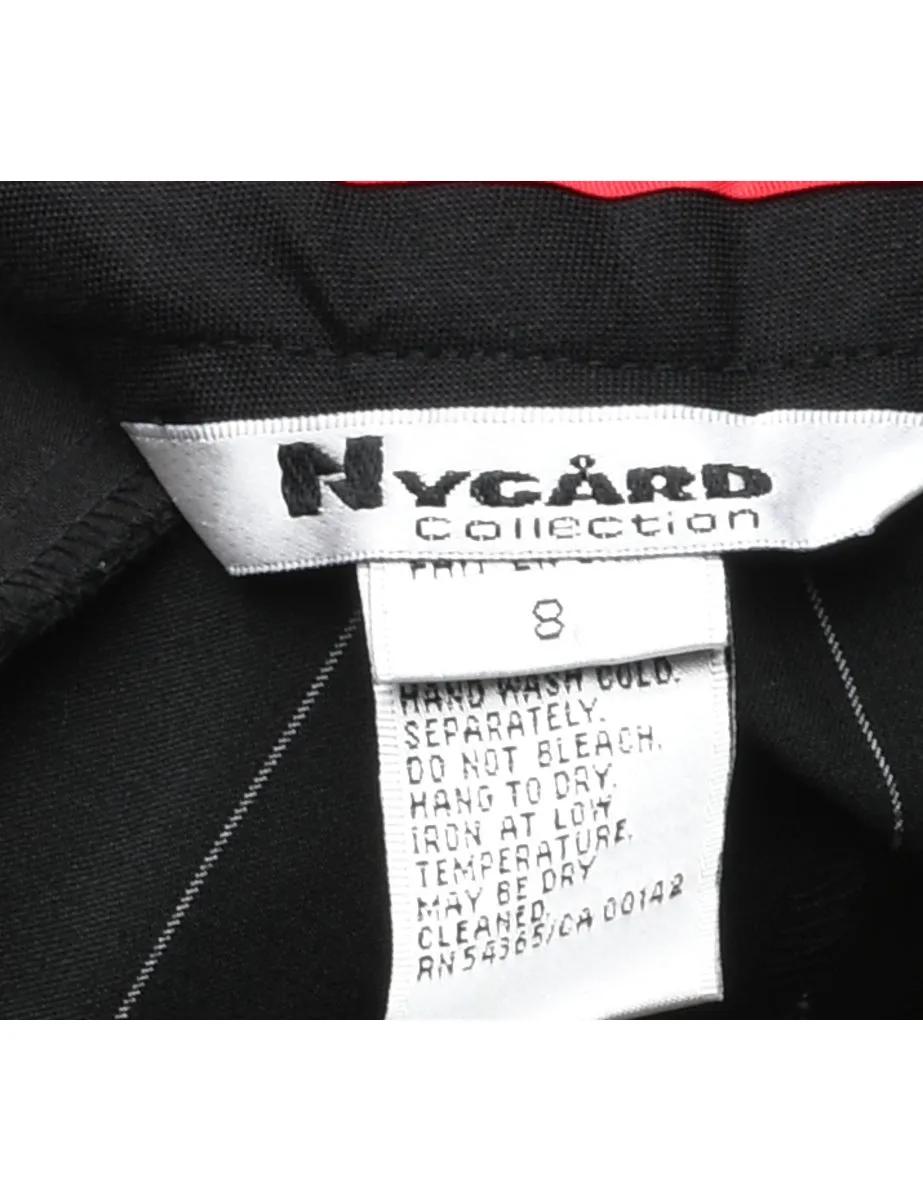 NYGÅRD
Collection
8
HAND WASH COLD.
SEPARATELY.
DO NOT BLEACH.
HANG TO DRY.
IRON AT LOW
TEMPERATURE.
MAY BE DRY
CLEANED.
RN 54365/CA 00142